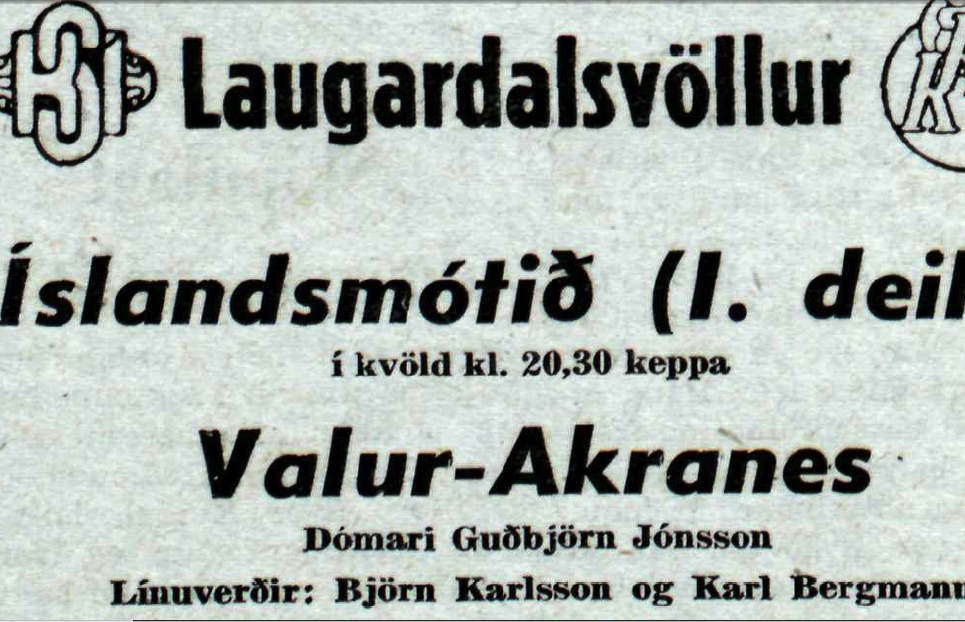 Laugardalsvöllur
Íslandsmótið (I. deil
í kvöld kl. 20,30 keppa
Valur-Akranes
Dómari Guðbjörn Jónsson
Línuverðir: Björn Karlsson og Karl Bergmann